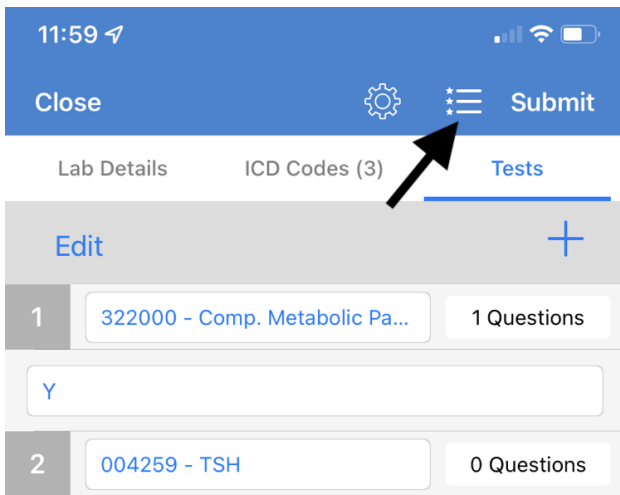 11:59
Close Submit
Lab Details ICD Codes (3) Tests
Edit
1 322000 - Comp. Metabolic Pa... 1 Questions
Y
2 004259 - TSH 0 Questions